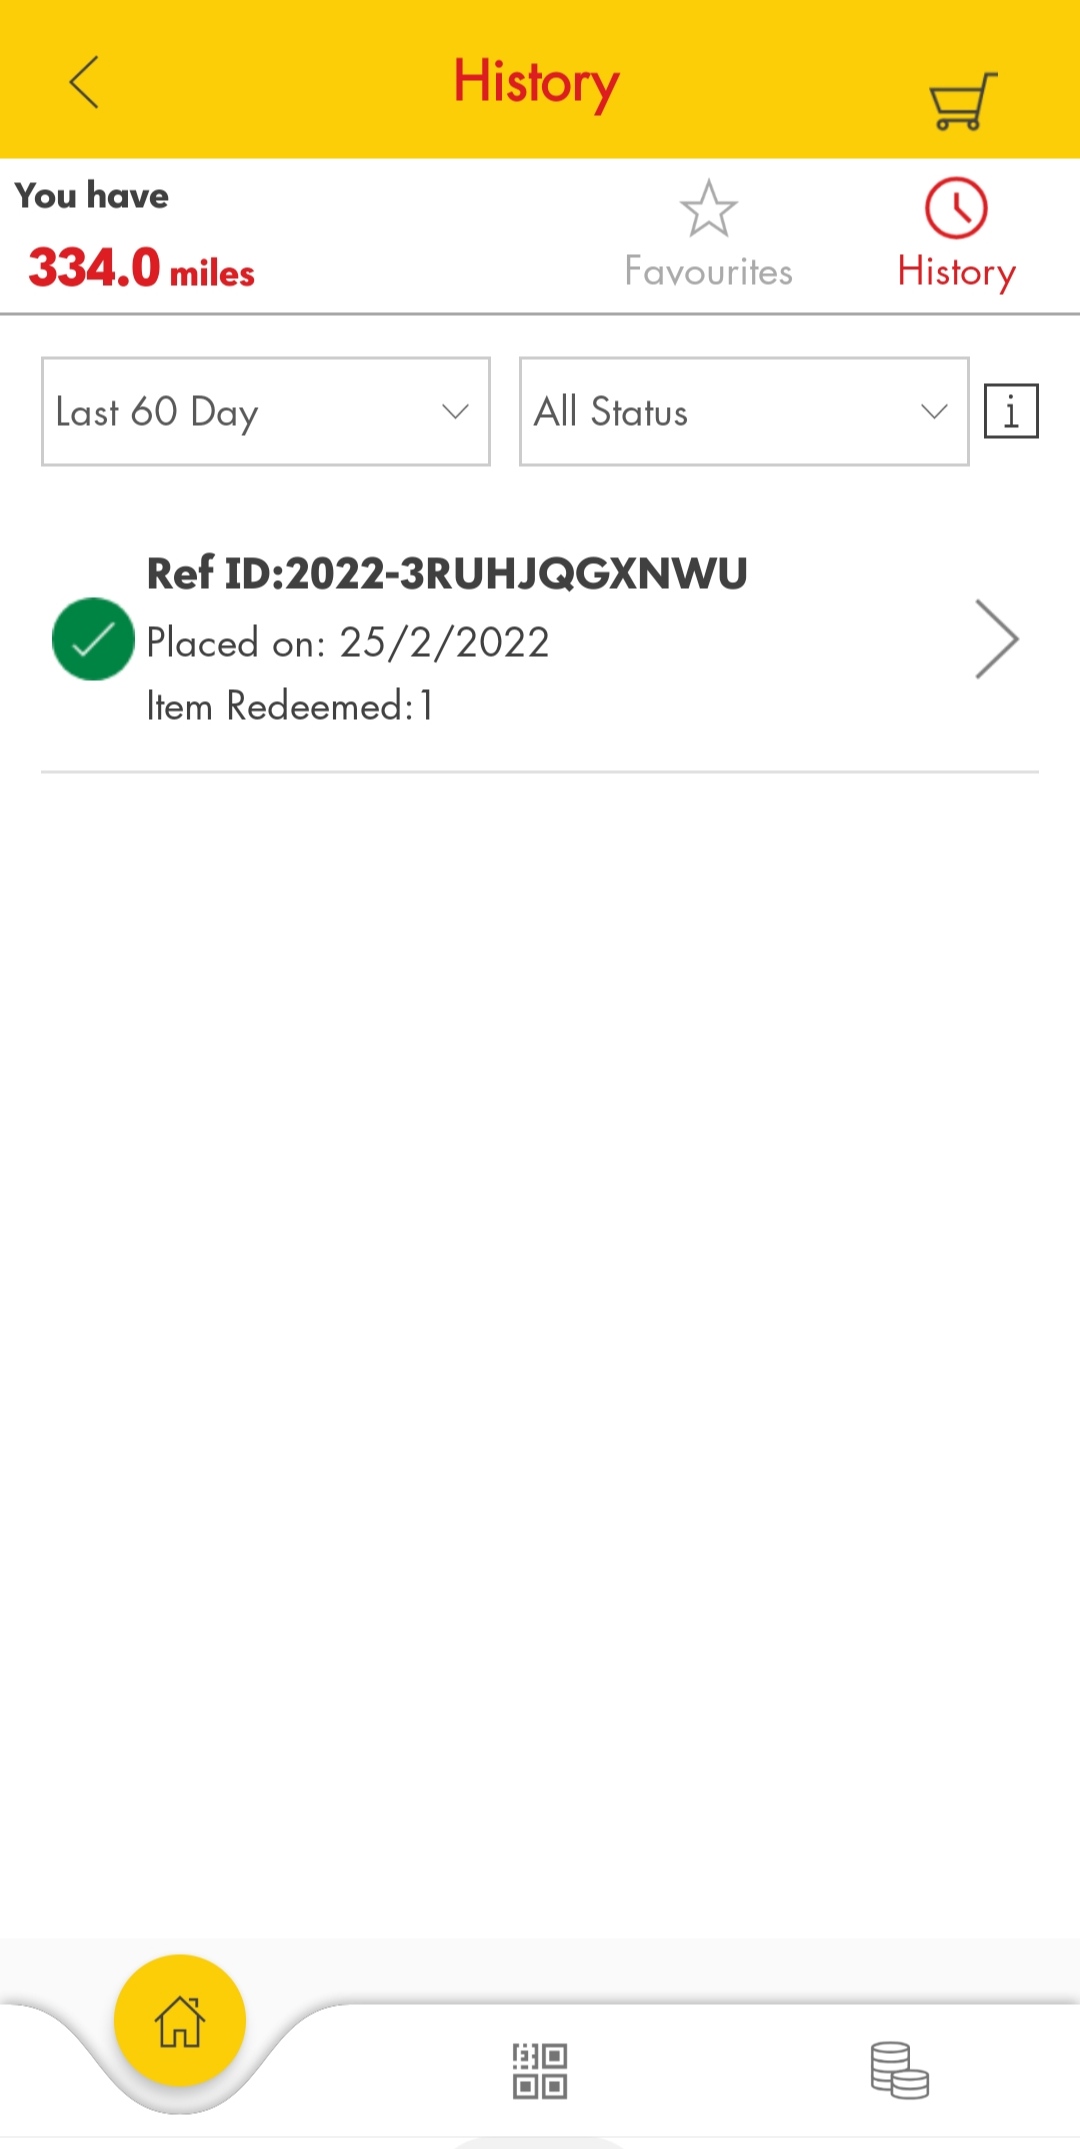 History
You have
334.0 miles
Favourites
History
Last 60 Day
All Status
i
Ref ID:2022-3RUHJQGXNWU
Placed on: 25/2/2022
Item Redeemed:1